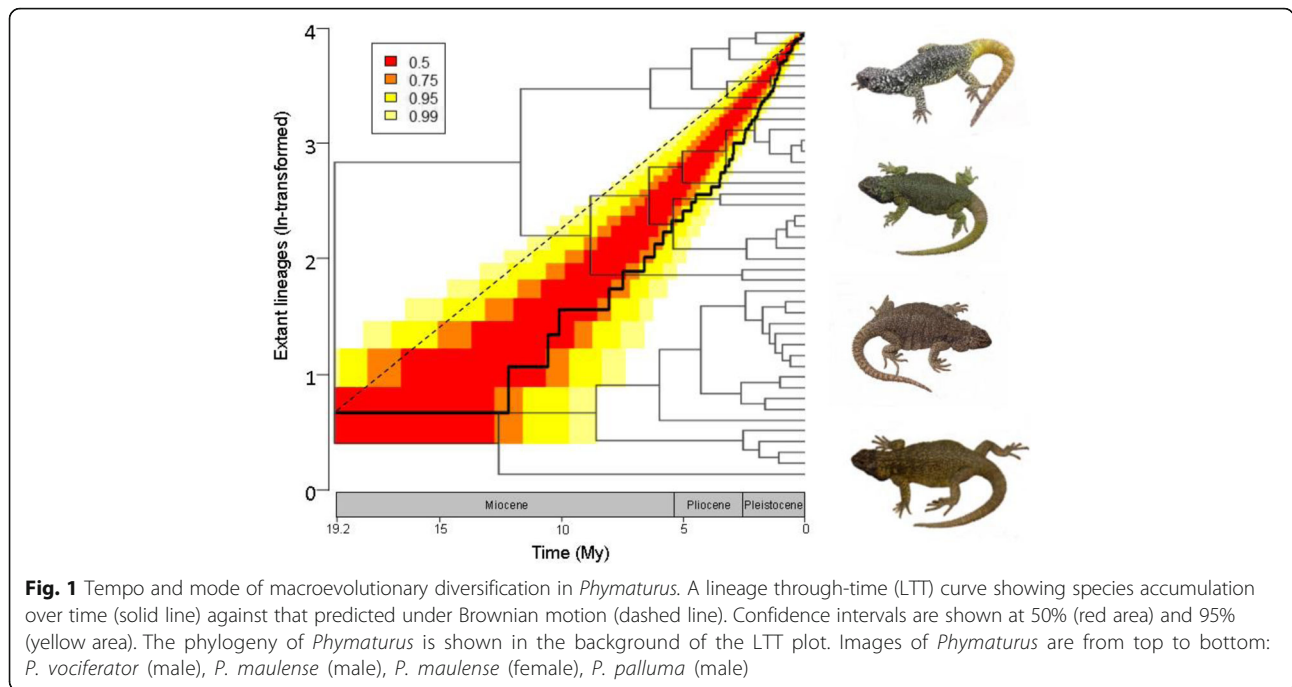 4
3
2
1
0
Extant lineages (ln-transformed)
0.5
0.75
0.95
0.99
Miocene Pliocene Pleistocene
19.2 15 10 5 0
Time (My)
Fig. 1 Tempo and mode of macroevolutionary diversification in Phymaturus. A lineage through-time (LTT) curve showing species accumulation
over time (solid line) against that predicted under Brownian motion (dashed line). Confidence intervals are shown at 50% (red area) and 95%
(yellow area). The phylogeny of Phymaturus is shown in the background of the LTT plot. Images of Phymaturus are from top to bottom:
P. vociferator (male), P. maulense (male), P. maulense (female), P. palluma (male)